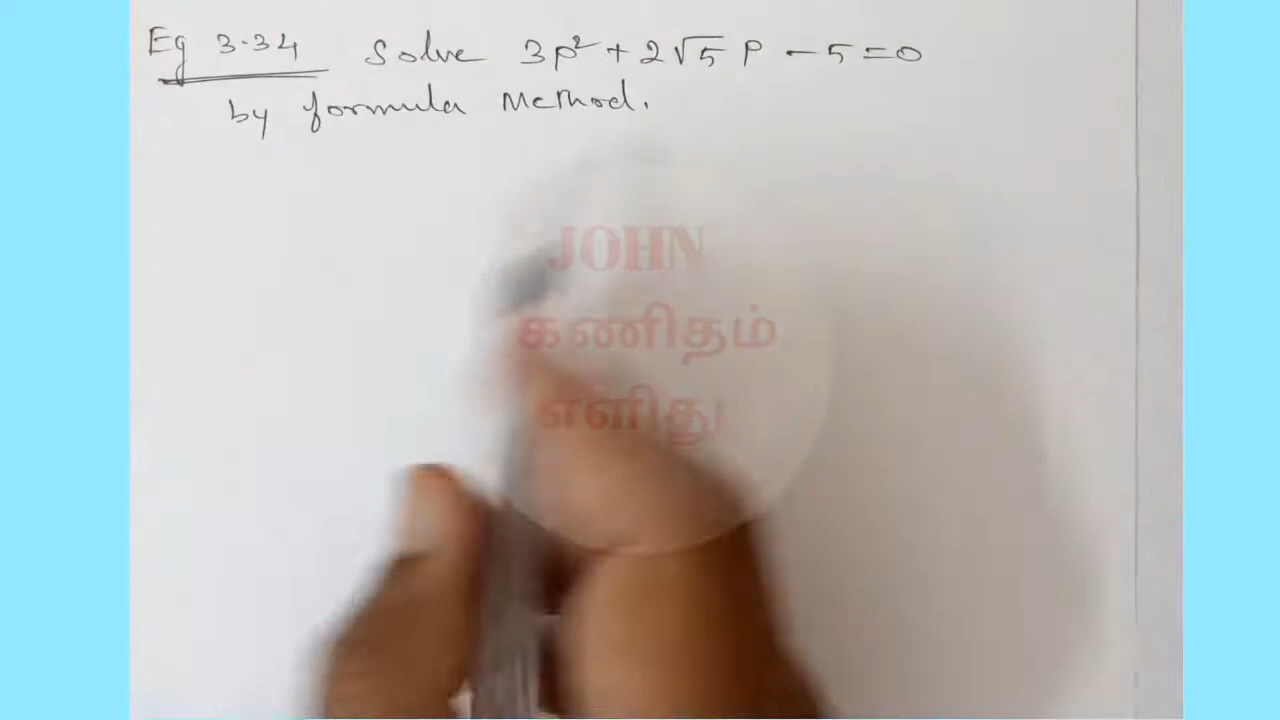 Eg 3.34 Solve 3p² + 2√5 P - 5 = 0
by formula Method.
JOHN
கணிதம்
எளிது